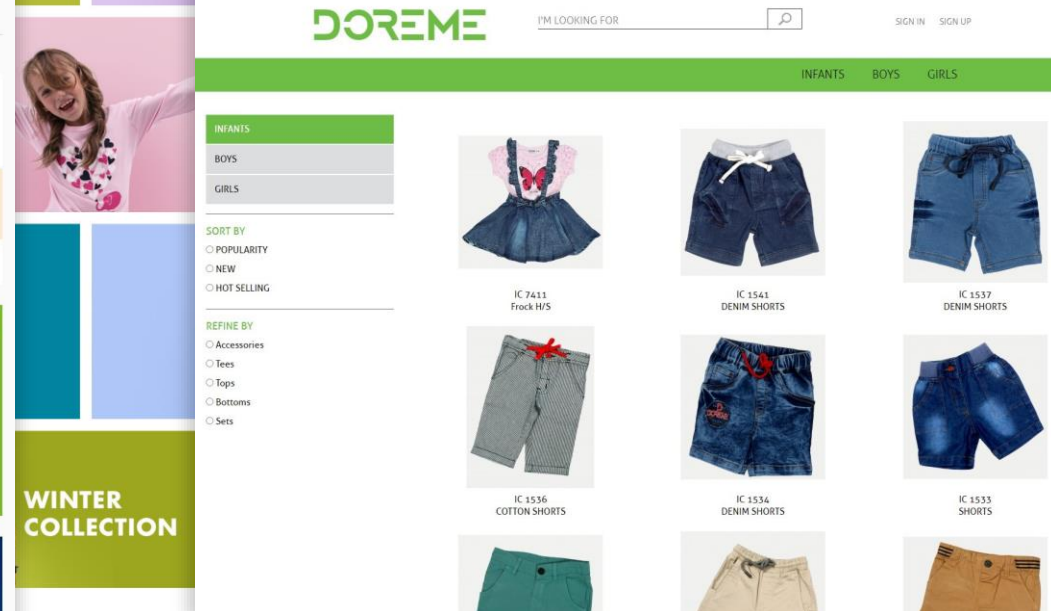 WINTER
COLLECTION
DOREME
I'M LOOKING FOR
SIGN IN SIGN UP
INFANTS BOYS GIRLS
INFANTS
BOYS
GIRLS
SORT BY
POPULARITY
NEW
HOT SELLING
REFINE BY
Accessories
Tees
Tops
Bottoms
Sets
IC 7411
Frock H/S
IC 1541
DENIM SHORTS
IC 1537
DENIM SHORTS
IC 1536
COTTON SHORTS
IC 1534
DENIM SHORTS
IC 1533
SHORTS